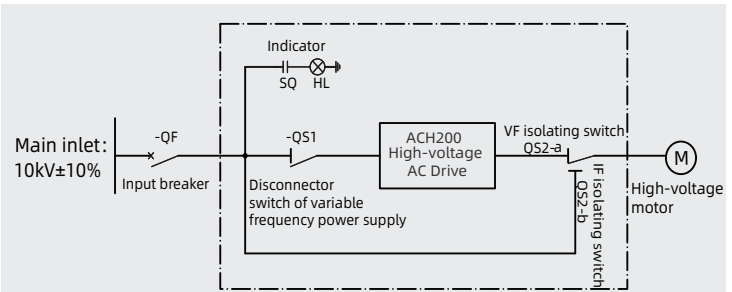 Indicator
SQ
HL
Main inlet:
10kV±10%
-QF
Input breaker
-QS1
Disconnector
switch of variable
frequency power supply
ACH200
High-voltage
AC Drive
VF isolating switch
QS2-a
IF isolating switch
QS2-b
M
High-voltage
motor